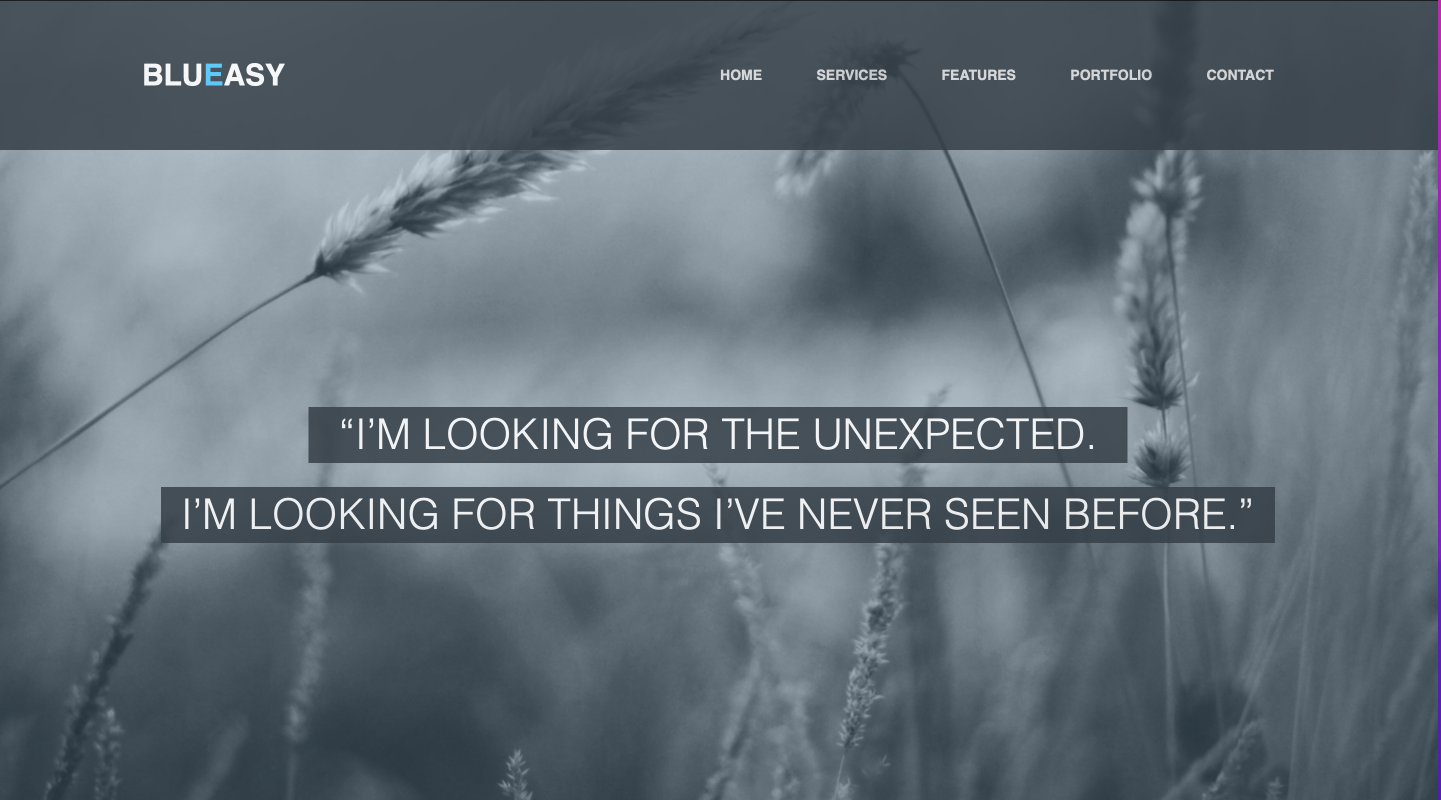 BLUEASY
HOME SERVICES FEATURES PORTFOLIO CONTACT
“I’M LOOKING FOR THE UNEXPECTED.
I’M LOOKING FOR THINGS I’VE NEVER SEEN BEFORE.”